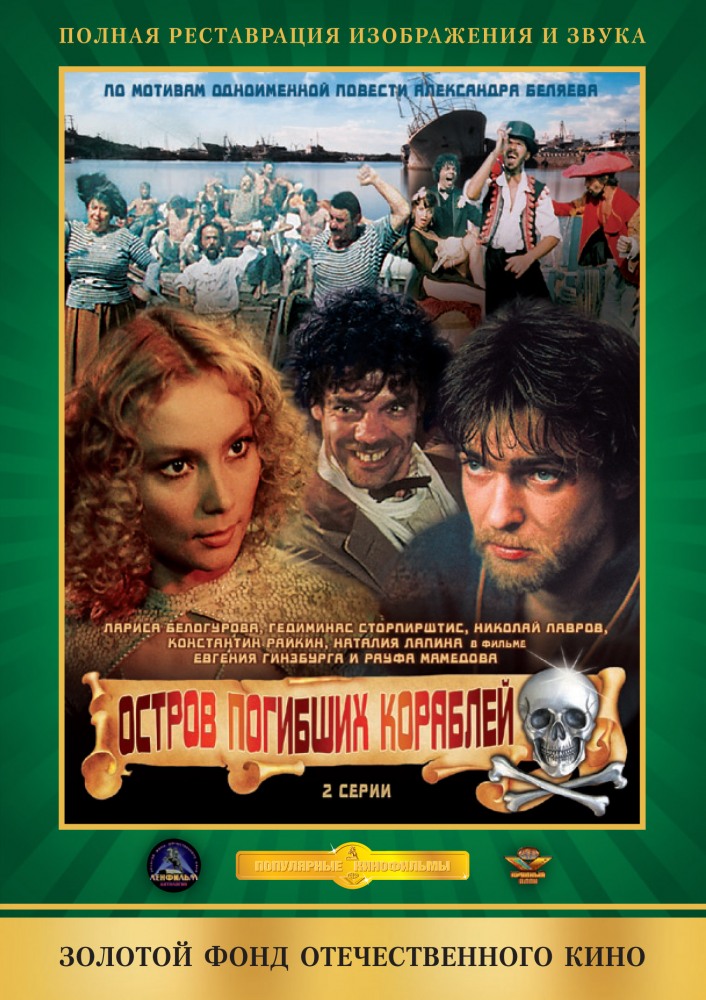 ПОЛНАЯ РЕСТАВРАЦИЯ ИЗОБРАЖЕНИЯ И ЗВУКА
ПО МОТИВАМ ОДНОИМЕННОЙ ПОВЕСТИ АЛЕКСАНДРА БЕЛЯЕВА
ЛАРИСА БЕЛОГУРОВА, ГЕДИМИНАС СТОРПИРШТИС, НИКОЛАЙ ЛАВРОВ,
КОНСТАНТИН РАЙКИН, НАТАЛИЯ ЛАПИНА В ФИЛЬМЕ
ЕВГЕНИЯ ГИНЗБУРГА И РАУФА МАМЕДОВА
ОСТРОВ ПОГИБШИХ КОРАБЛЕЙ
2 СЕРИИ
ЛЕНФИЛЬМ
ПОПУЛЯРНЫЕ КИНОФИЛЬМЫ
ЗОЛОТОЙ ФОНД ОТЕЧЕСТВЕННОГО КИНО